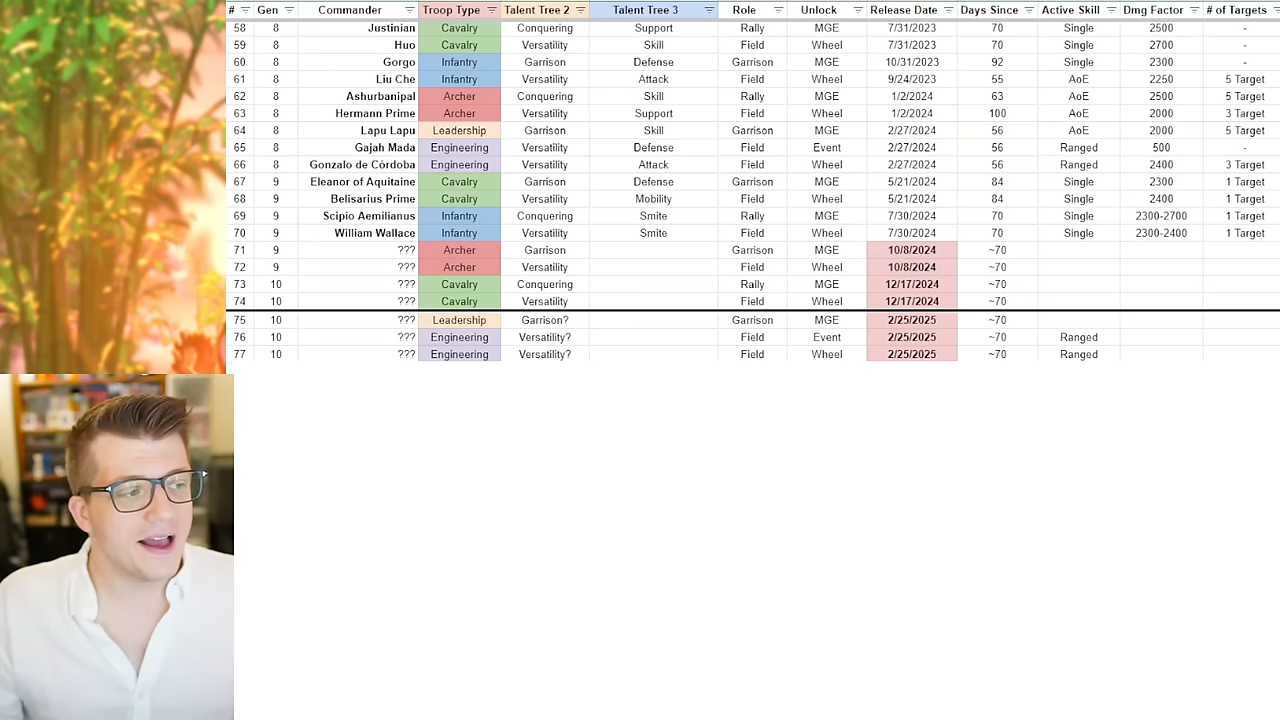 # Gen Commander Troop Type Talent Tree 2 Talent Tree 3 Role Unlock Release Date Days Since Active Skill Dmg Factor # of Targets
58 8 Justinian Cavalry Conquering Support Rally MGE 7/31/2023 70 Single 2500 -
59 8 Huo Cavalry Versatility Skill Field Wheel 7/31/2023 70 Single 2700 -
60 8 Gorgo Infantry Garrison Defense Garrison MGE 10/31/2023 92 Single 2300 -
61 8 Liu Che Infantry Versatility Attack Field Wheel 9/24/2023 55 AoE 2250 5 Target
62 8 Ashurbanipal Archer Conquering Skill Rally MGE 1/2/2024 63 AoE 2500 5 Target
63 8 Hermann Prime Archer Versatility Support Field Wheel 1/2/2024 100 AoE 2000 3 Target
64 8 Lapu Lapu Leadership Garrison Skill Garrison MGE 2/27/2024 56 AoE 2000 5 Target
65 8 Gajah Mada Engineering Versatility Defense Field Event 2/27/2024 56 Ranged 500 -
66 8 Gonzalo de Córdoba Engineering Versatility Attack Field Wheel 2/27/2024 56 Ranged 2400 3 Target
67 9 Eleanor of Aquitaine Cavalry Garrison Defense Garrison MGE 5/21/2024 84 Single 2300 1 Target
68 9 Belisarius Prime Cavalry Versatility Mobility Field Wheel 5/21/2024 84 Single 2400 1 Target
69 9 Scipio Aemilianus Infantry Conquering Smite Rally MGE 7/30/2024 70 Single 2300-2700 1 Target
70 9 William Wallace Infantry Versatility Smite Field Wheel 7/30/2024 70 Single 2300-2400 1 Target
71 9 ??? Archer Garrison Garrison MGE 10/8/2024 ~70
72 9 ??? Archer Versatility Field Wheel 10/8/2024 ~70
73 10 ??? Cavalry Conquering Rally MGE 12/17/2024 ~70
74 10 ??? Cavalry Versatility Field Wheel 12/17/2024 ~70
75 10 ??? Leadership Garrison? Garrison MGE 2/25/2025 ~70
76 10 ??? Engineering Versatility? Field Event 2/25/2025 ~70 Ranged
77 10 ??? Engineering Versatility? Field Wheel 2/25/2025 ~70 Ranged